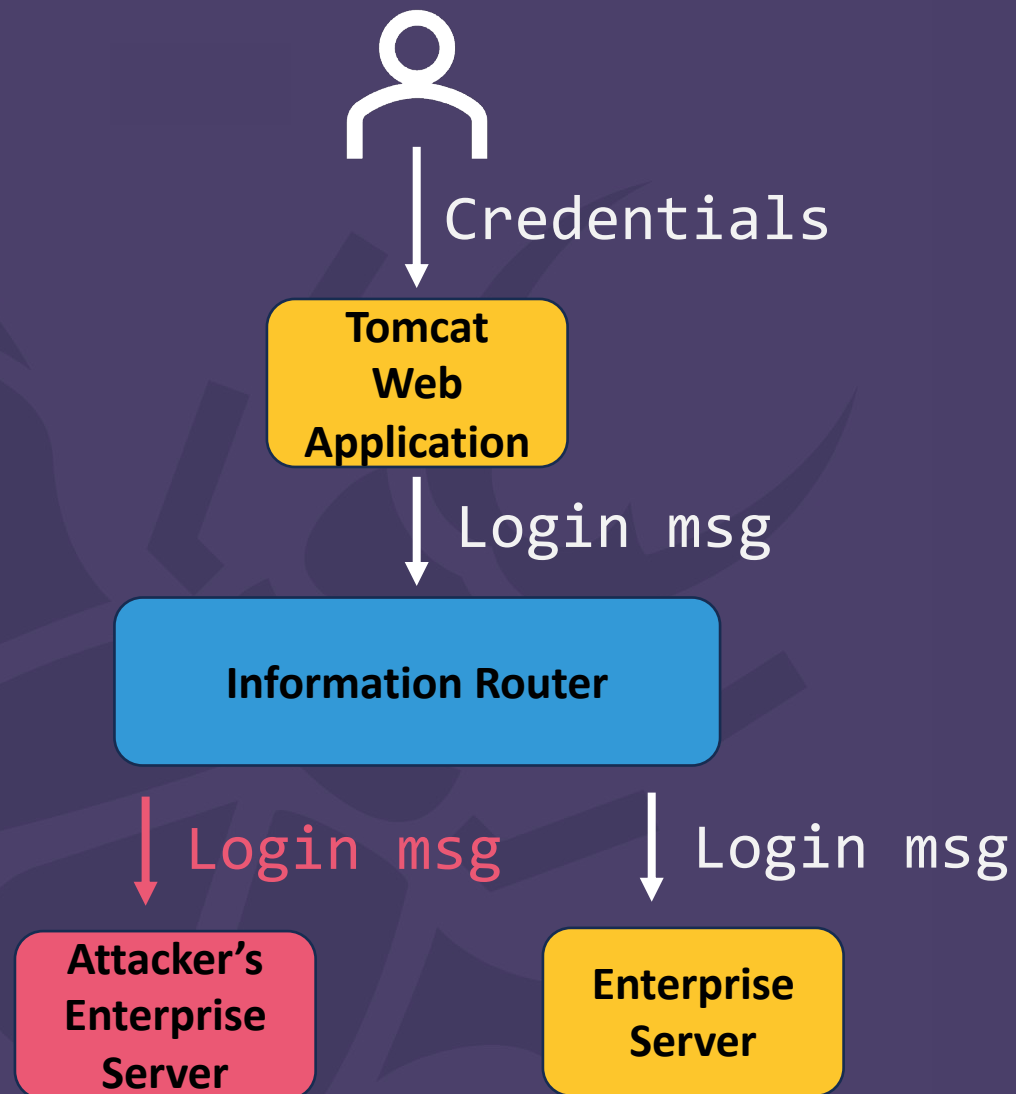 Credentials
Tomcat
Web
Application
Login msg
Information Router
Login msg
Login msg
Attacker’s
Enterprise
Server
Enterprise
Server